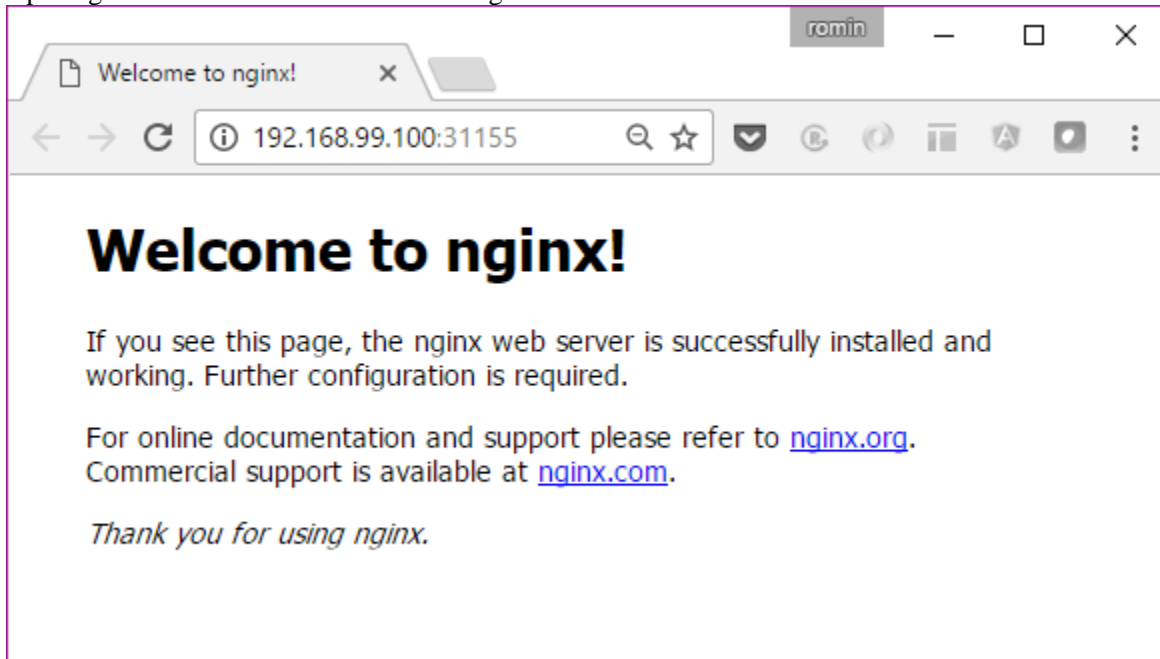 romin
Welcome to nginx!
192.168.99.100:31155
Welcome to nginx!
If you see this page, the nginx web server is successfully installed and
working. Further configuration is required.
For online documentation and support please refer to nginx.org.
Commercial support is available at nginx.com.
Thank you for using nginx.